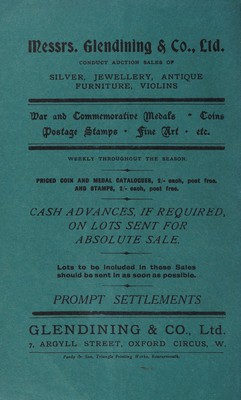 Messrs. Glendining & Co., Ltd.
CONDUCT AUCTION SALES OF
SILVER, JEWELLERY, ANTIQUE
FURNITURE, VIOLINS
War and Commemorative Medals - Coins
Postage Stamps - Fine Art - etc.
WEEKLY THROUGHOUT THE SEASON.
PRICED COIN AND MEDAL CATALOGUES, 1/- each, post free.
AND STAMPS, 1/- each, post free.
CASH ADVANCES, IF REQUIRED,
ON LOTS SENT FOR
ABSOLUTE SALE.
Lots to be included in these Sales
should be sent in as soon as possible.
PROMPT SETTLEMENTS
GLENDINING & CO., Ltd.
7, ARGYLL STREET, OXFORD CIRCUS, W.
Printing Works,